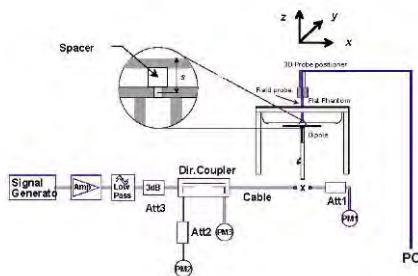 z
y
x
Spacer
s
3D Probe positioner
Field probe
Flat Phantom
Dipole
Signal
Generato
Amp
Low
Pass
3dB
Att3
Dir.Coupler
Cable
x
Att1
PM1
Att2
PM3
PM2
PC